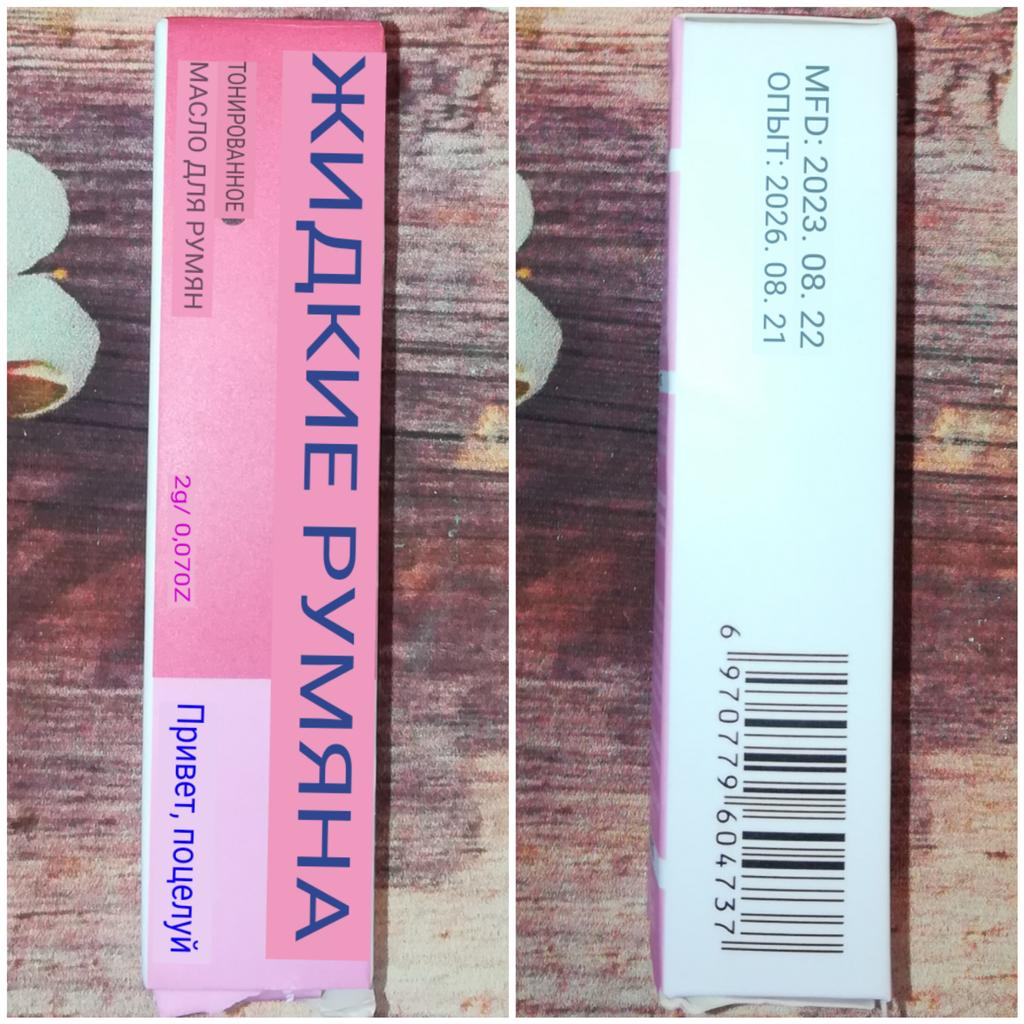 ЖИДКИЕ РУМЯНА
ТОНИРОВАННОЕ
МАСЛО ДЛЯ РУМЯН
2g/ 0,070Z
Привет, поцелуй
MFD: 2023. 08. 22
ОПЫТ: 2026. 08. 21
6 970779 604737